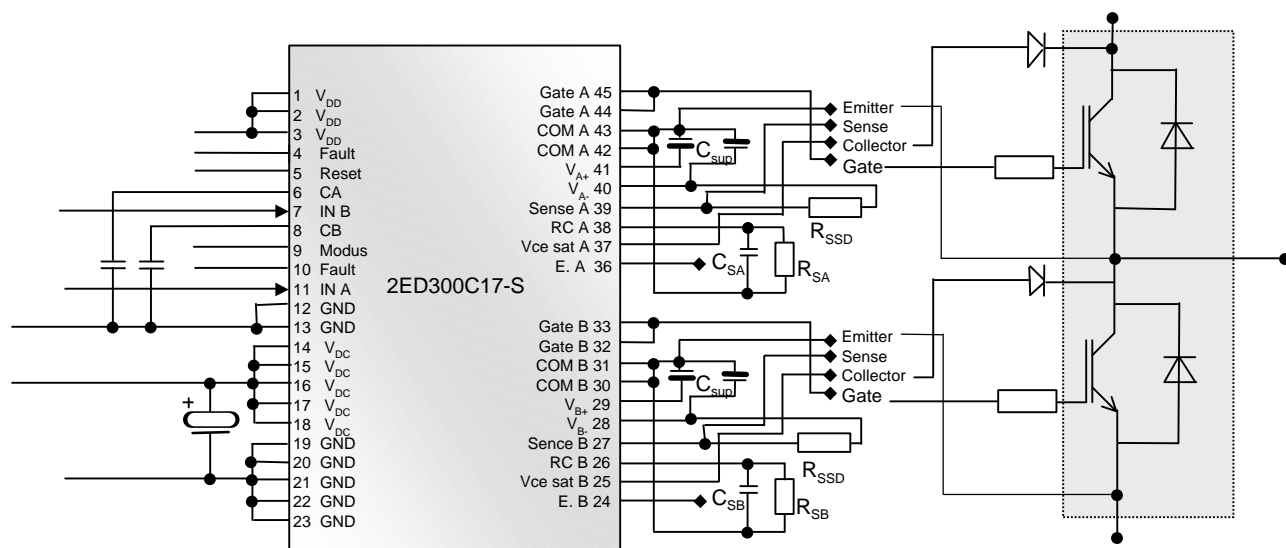 1 VDD
2 VDD
3 VDD
4 Fault
5 Reset
6 CA
7 IN B
8 CB
9 Modus
10 Fault
11 IN A
12 GND
13 GND
14 VDC
15 VDC
16 VDC
17 VDC
18 VDC
19 GND
20 GND
21 GND
22 GND
23 GND
+
2ED300C17-S
Gate A 45
Gate A 44
COM A 43
COM A 42
VA+ 41
VA- 40
Sense A 39
RC A 38
Vce sat A 37
E. A 36
Gate B 33
Gate B 32
COM B 31
COM B 30
VB+ 29
VB- 28
Sence B 27
RC B 26
Vce sat B 25
E. B 24
Csup
RSSD
CSA
RSA
Emitter
Sense
Collector
Gate
Csup
RSSD
CSB
RSB
Emitter
Sense
Collector
Gate